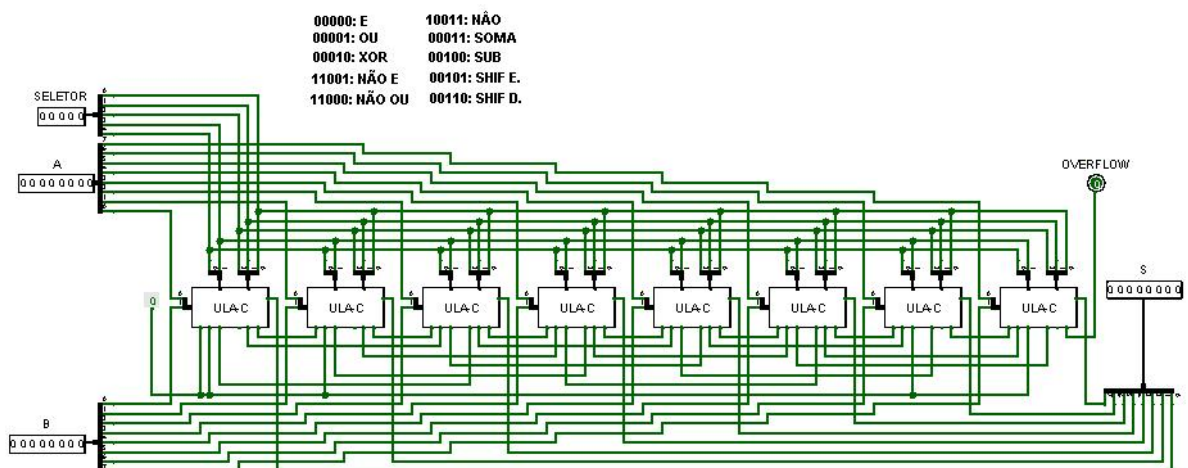 00000: E 10011: NÂO
00001: OU 00011: SOMA
00010: XOR 00100: SUB
11001: NÃO E 00101: SHIF E.
11000: NÃO OU 00110: SHIF D.
SELETOR
00000
A
00000000
OVERFLOW
0
S
00000000
0
ULA-C ULA-C ULA-C ULA-C ULA-C ULA-C ULA-C ULA-C
B
00000000